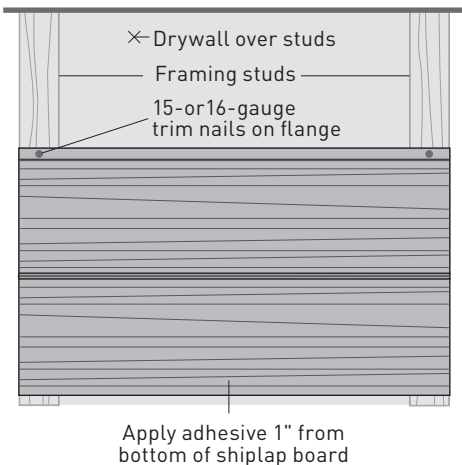 Drywall over studs
Framing studs
15-or16-gauge
trim nails on flange
Apply adhesive 1" from
bottom of shiplap board